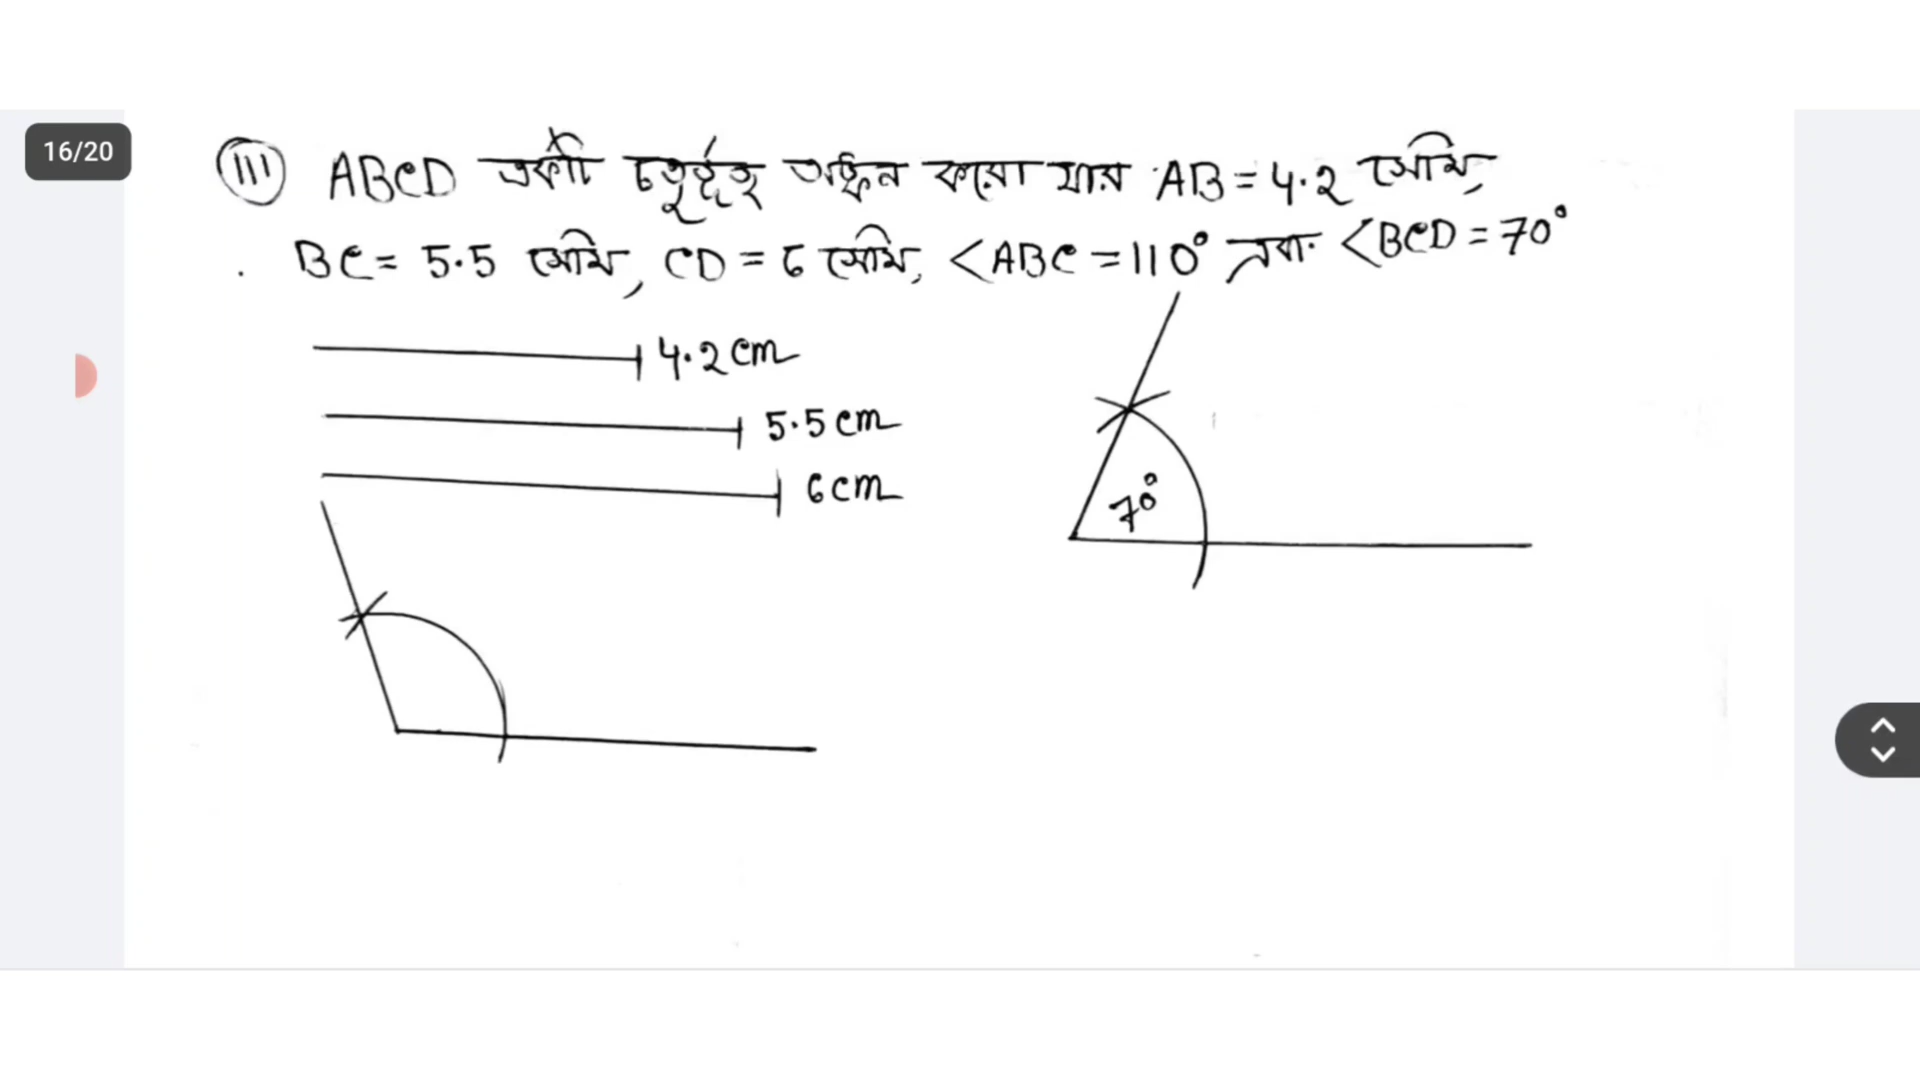 16/20
(III) ABCD একটি চতুর্ভুজ অঙ্কন করো যার AB = 4.2 সেমি,
BC = 5.5 সেমি, CD = 6 সেমি, <ABC = 110° এবং <BCD = 70°
4.2 cm
5.5 cm
6 cm
70°